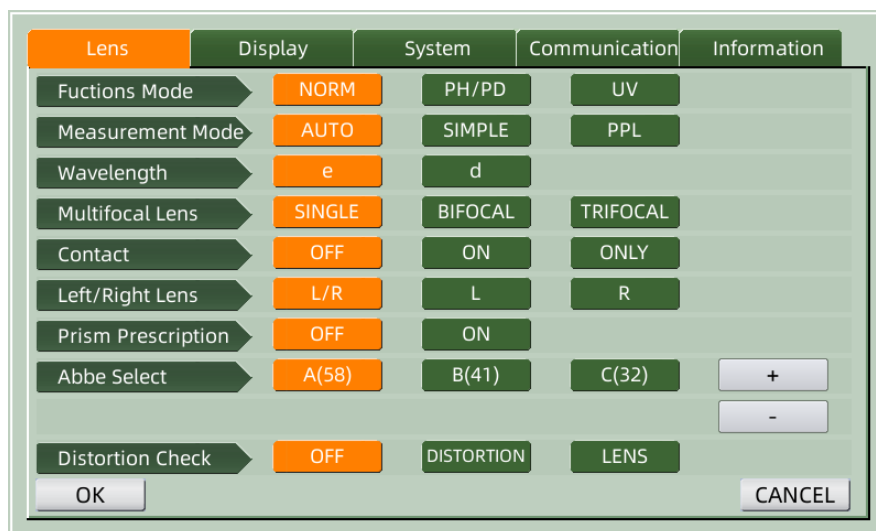 Lens Display System Communication Information
Fuctions Mode NORM PH/PD UV
Measurement Mode AUTO SIMPLE PPL
Wavelength e d
Multifocal Lens SINGLE BIFOCAL TRIFOCAL
Contact OFF ON ONLY
Left/Right Lens L/R L R
Prism Prescription OFF ON
Abbe Select A(58) B(41) C(32) +
-
Distortion Check OFF DISTORTION LENS
OK CANCEL